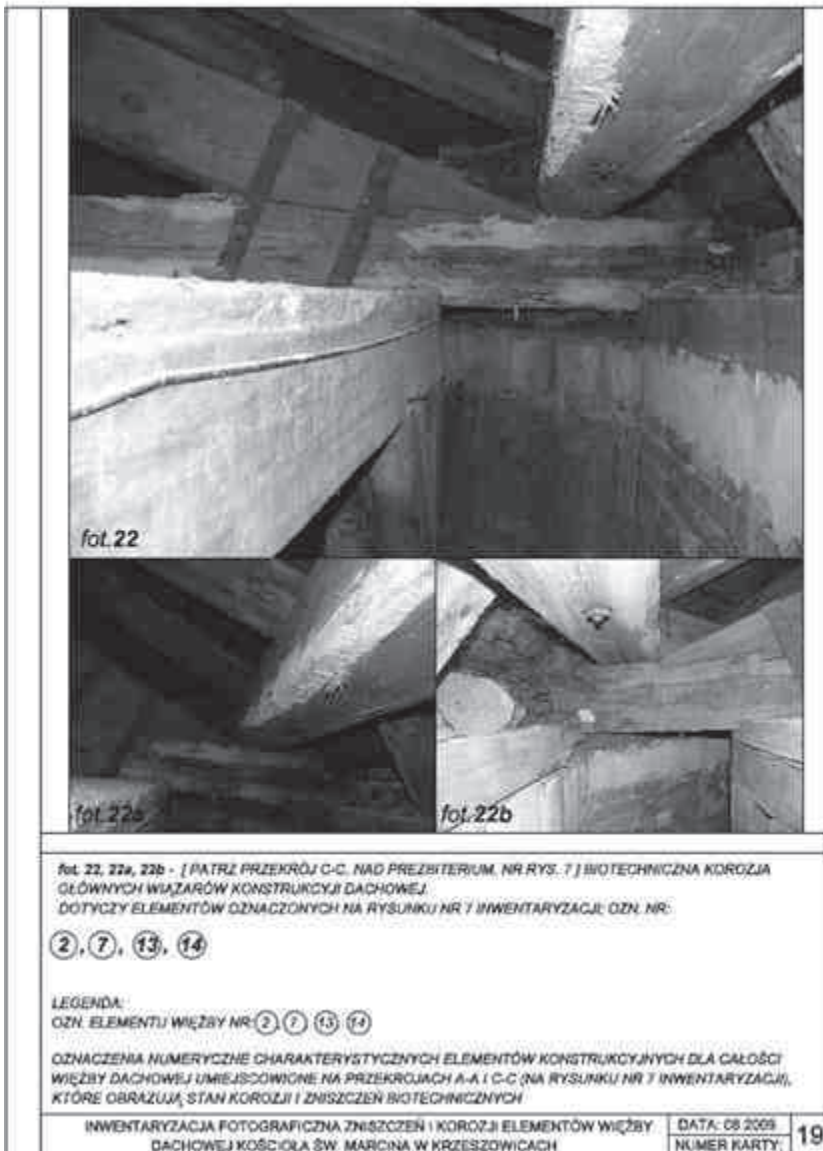 fot.22
fot.22a
fot.22b
fot. 22, 22a, 22b - [ PATRZ PRZEKRÓJ C-C. NAD PREZBITERIUM. NR RYS. 7 ] BIOTECHNICZNA KOROZJA
GŁÓWNYCH WIĄZARÓW KONSTRUKCYJI DACHOWEJ.
DOTYCZY ELEMENTÓW OZNACZONYCH NA RYSUNKU NR 7 INWENTARYZACJI; OZN. NR:
2, 7, 13, 14
LEGENDA:
OZN. ELEMENTU WIĘŹBY NR: 2, 7, 13, 14
OZNACZENIA NUMERYCZNE CHARAKTERYSTYCZNYCH ELEMENTÓW KONSTRUKCYJNYCH DLA CAŁOŚCI
WIĘŹBY DACHOWEJ UMIEJSCOWIONE NA PRZEKROJACH A-A I C-C (NA RYSUNKU NR 7 INWENTARYZACJI),
KTÓRE OBRAZUJĄ STAN KOROZJI I ZNISZCZEŃ BIOTECHNICZNYCH
INWENTARYZACJA FOTOGRAFICZNA ZNISZCZEŃ I KOROZJI ELEMENTÓW WIĘŹBY
DACHOWEJ KOŚCIOŁA ŚW. MARCINA W KRZESZOWICACH
DATA: 08 2009
NUMER KARTY:
19